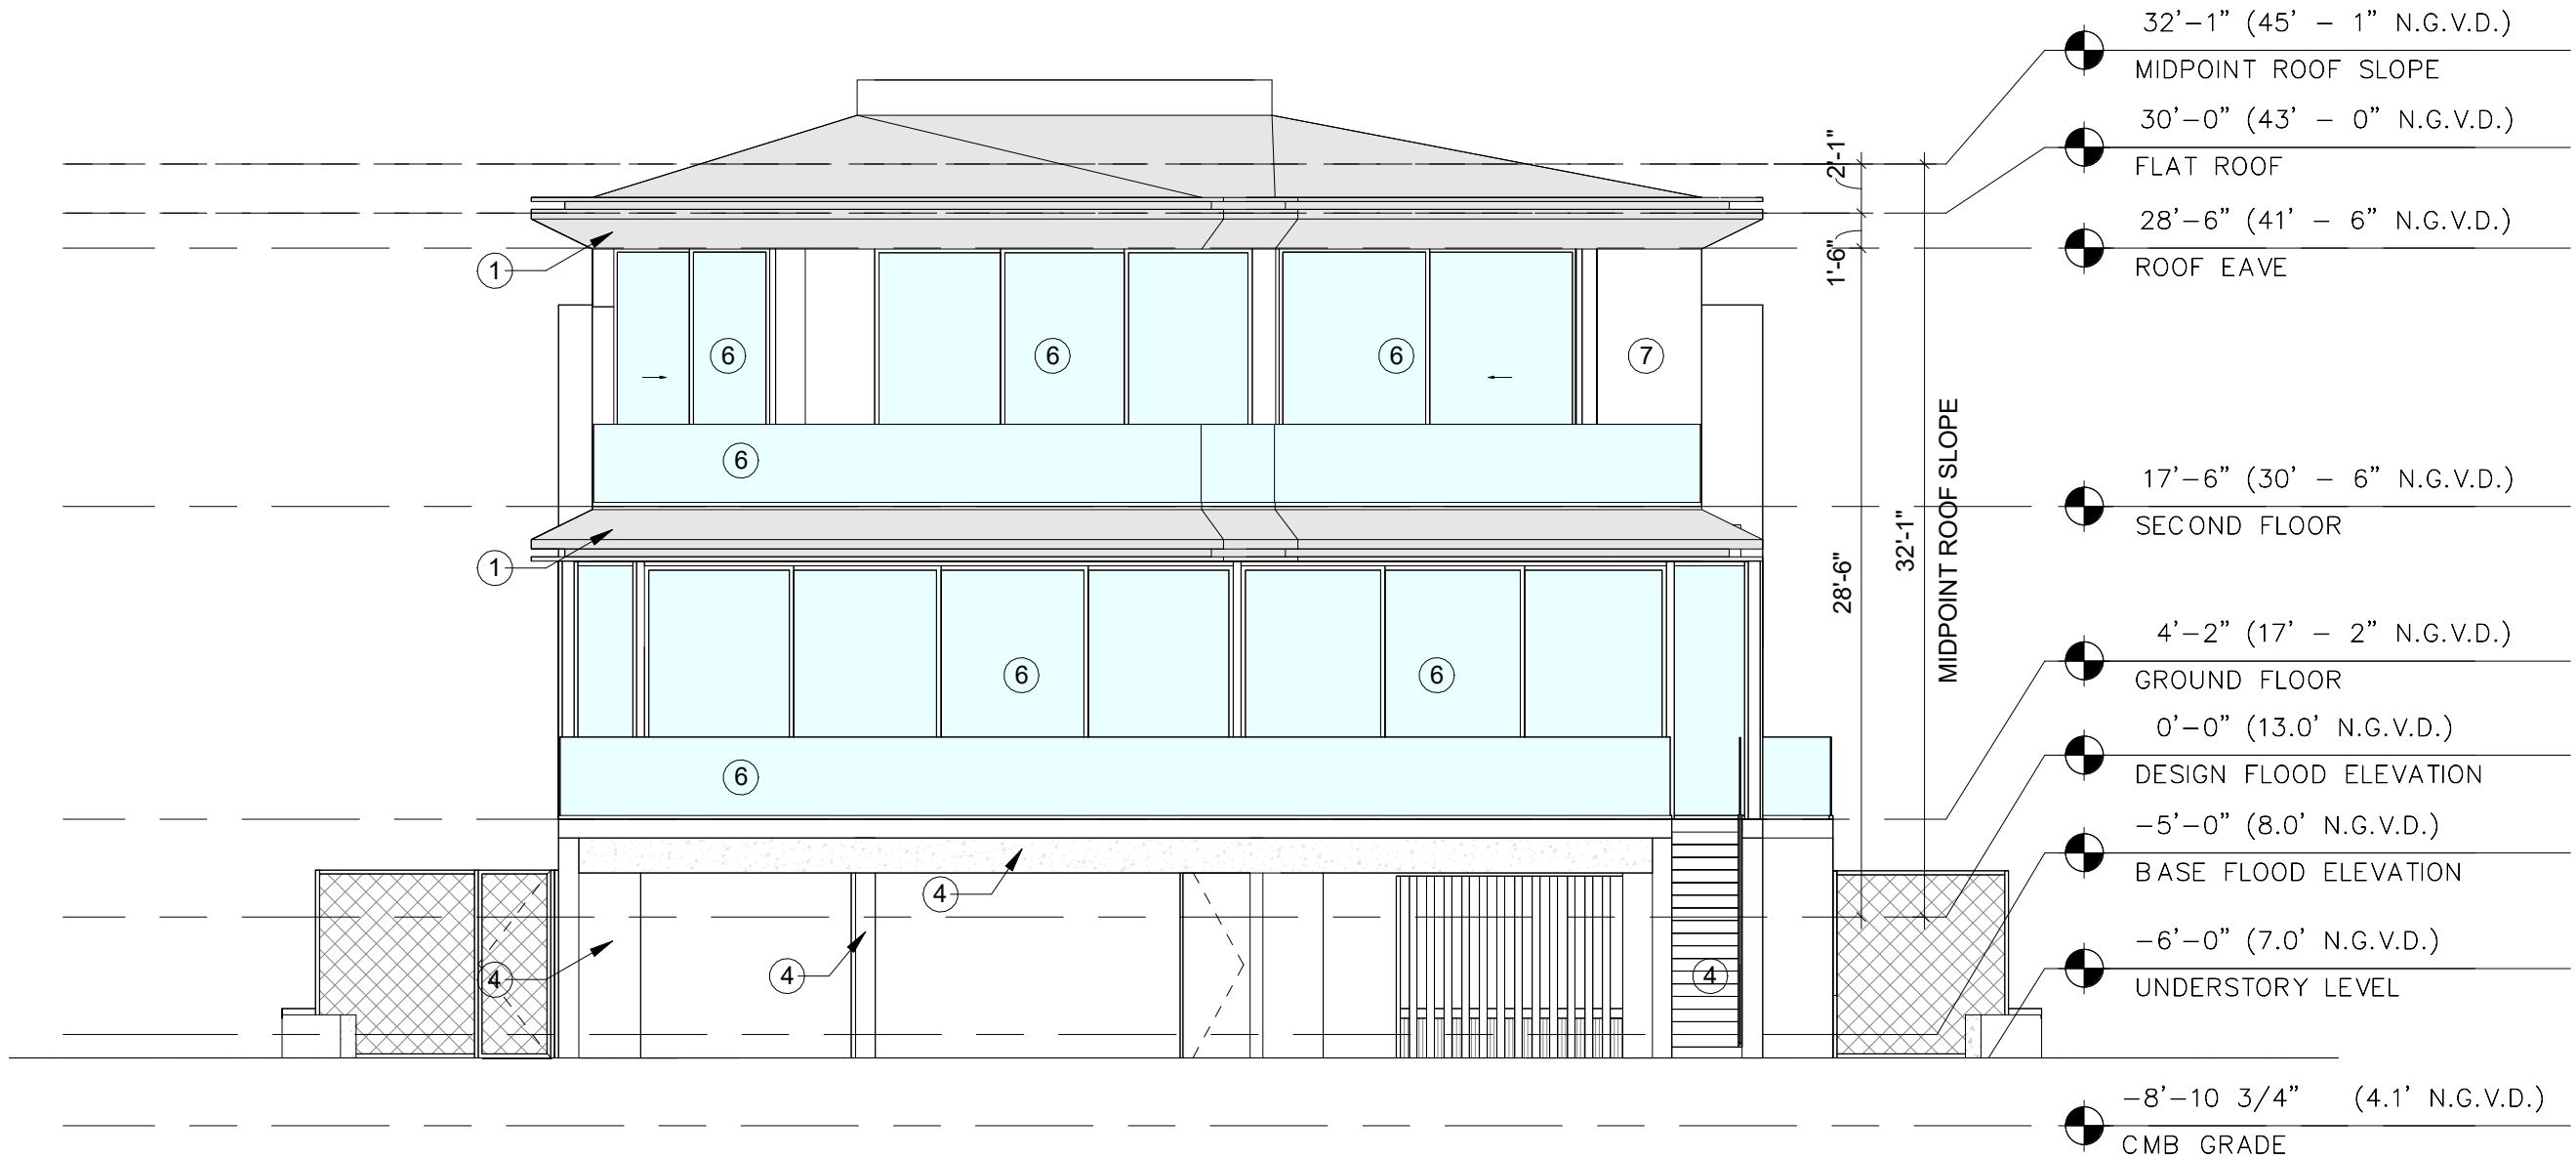 32'-1" (45' - 1" N.G.V.D.)
MIDPOINT ROOF SLOPE
30'-0" (43' - 0" N.G.V.D.)
FLAT ROOF
28'-6" (41' - 6" N.G.V.D.)
ROOF EAVE
17'-6" (30' - 6" N.G.V.D.)
SECOND FLOOR
4'-2" (17' - 2" N.G.V.D.)
GROUND FLOOR
0'-0" (13.0' N.G.V.D.)
DESIGN FLOOD ELEVATION
-5'-0" (8.0' N.G.V.D.)
BASE FLOOD ELEVATION
-6'-0" (7.0' N.G.V.D.)
UNDERSTORY LEVEL
-8'-10 3/4" (4.1' N.G.V.D.)
CMB GRADE
2'-1"
1'-6"
28'-6"
32'-1"
MIDPOINT ROOF SLOPE
1
6
6
6
7
6
1
6
6
6
4
4
4
4